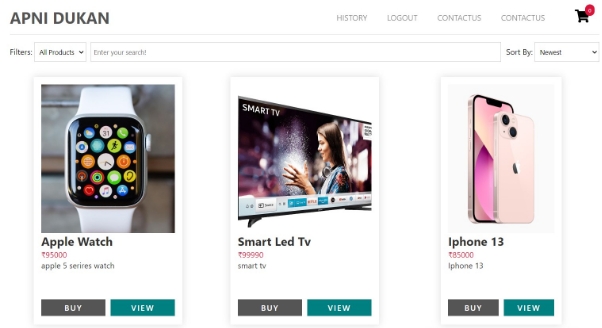 APNI DUKAN
HISTORY LOGOUT CONTACTUS CONTACTUS 0
Filters: All Products Enter your search! Sort By: Newest
SMART TV
Apple Watch
₹95000
apple 5 serires watch
BUY VIEW
Smart Led Tv
₹99990
smart tv
BUY VIEW
Iphone 13
₹85000
Iphone 13
BUY VIEW